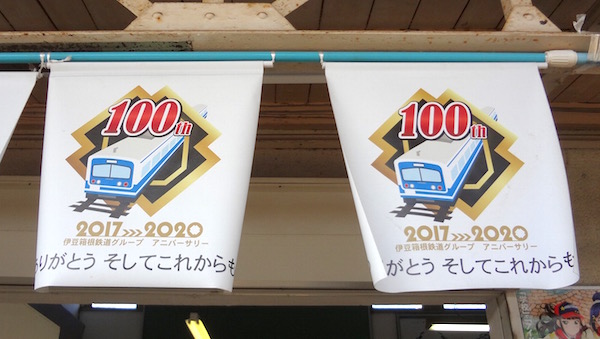 100th
2017>>>2020
伊豆箱根鉄道グループ アニバーサリー
りがとう そしてこれからも
100th
2017>>>2020
伊豆箱根鉄道グループ アニバーサリー
がとう そしてこれからも